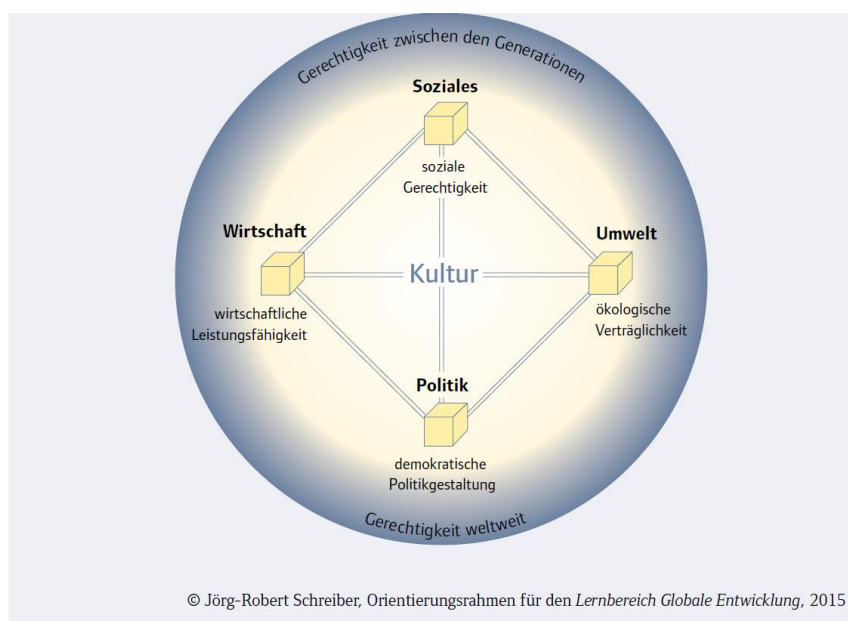 Gerechtigkeit zwischen den Generationen
Soziales
soziale
Gerechtigkeit
Wirtschaft
wirtschaftliche
Leistungsfähigkeit
Kultur
Umwelt
ökologische
Verträglichkeit
Politik
demokratische
Politikgestaltung
Gerechtigkeit weltweit
© Jörg-Robert Schreiber, Orientierungsrahmen für den Lernbereich Globale Entwicklung, 2015